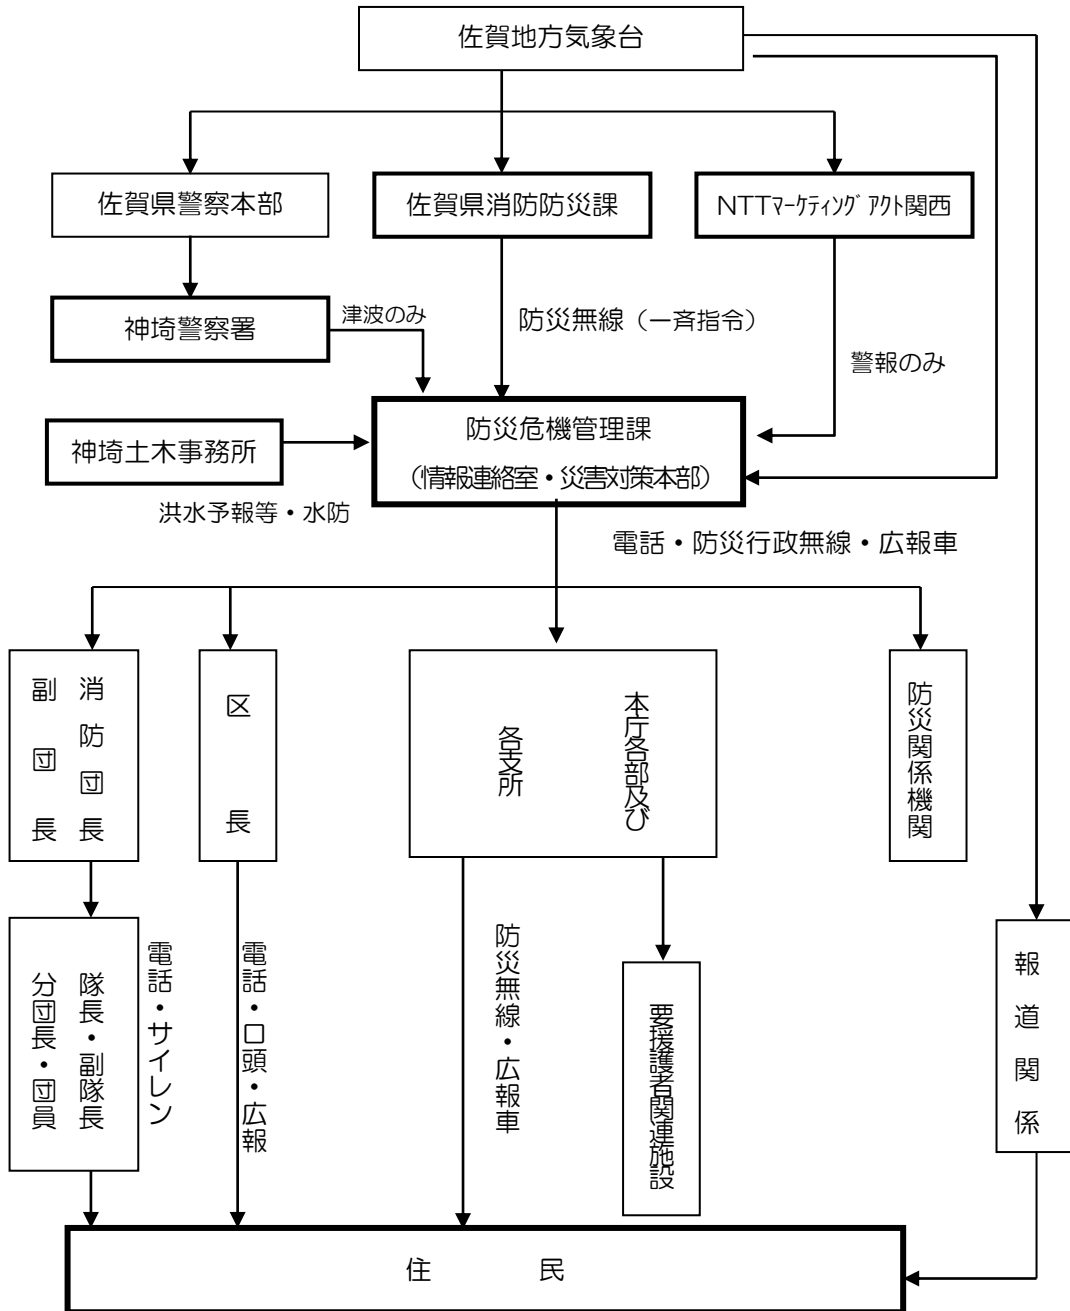 佐賀地方気象台
佐賀県警察本部
佐賀県消防防災課
NTTマーケティング アクト関西
神埼警察署
津波のみ
防災無線（一斉指令）
警報のみ
神埼土木事務所
防災危機管理課
（情報連絡室・災害対策本部）
洪水予報等・水防
電話・防災行政無線・広報車
消防団長
副団長
区長
本庁各部及び
各支所
防災関係機関
隊長・副隊長
分団長・団員
電話・サイレン
電話・口頭・広報
防災無線・広報車
要援護者関連施設
報道関係
住民